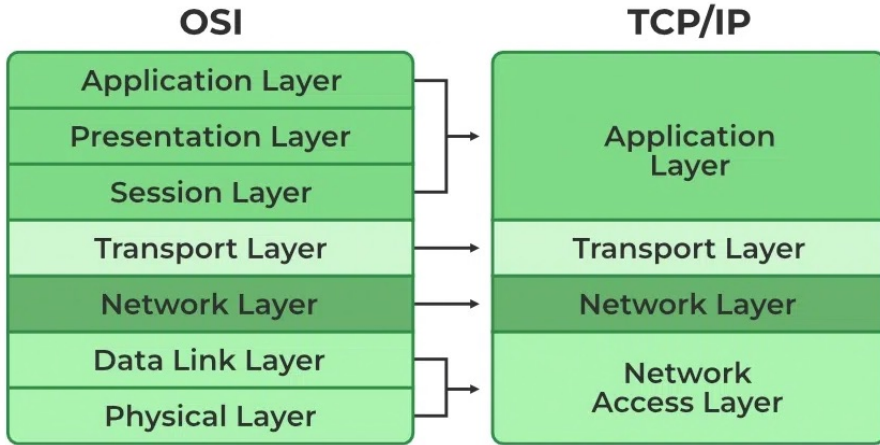 OSI
Application Layer
Presentation Layer
Session Layer
Transport Layer
Network Layer
Data Link Layer
Physical Layer
TCP/IP
Application
Layer
Transport Layer
Network Layer
Network
Access Layer